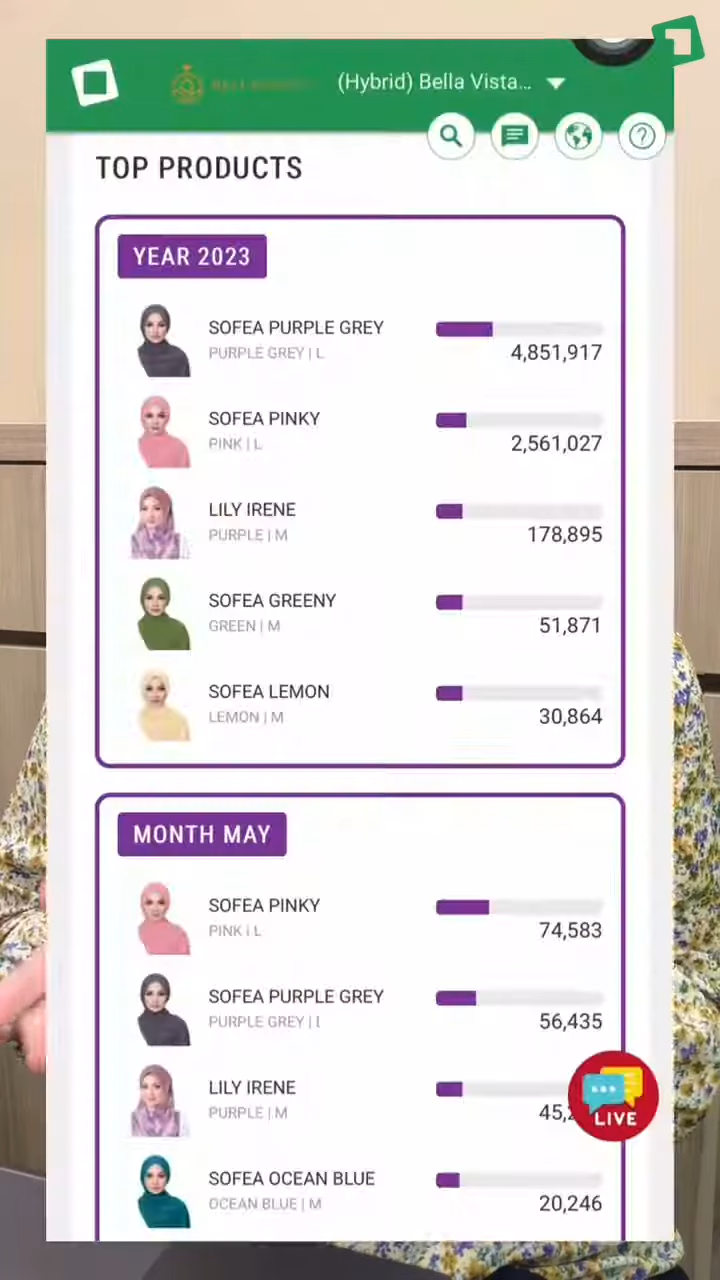 (Hybrid) Bella Vista...
TOP PRODUCTS
YEAR 2023
SOFEA PURPLE GREY
PURPLE GREY | L
4,851,917
SOFEA PINKY
PINK | L
2,561,027
LILY IRENE
PURPLE | M
178,895
SOFEA GREENY
GREEN | M
51,871
SOFEA LEMON
LEMON | M
30,864
MONTH MAY
SOFEA PINKY
PINK | L
74,583
SOFEA PURPLE GREY
PURPLE GREY |
56,435
LILY IRENE
PURPLE | M
45,
LIVE
SOFEA OCEAN BLUE
OCEAN BLUE | M
20,246